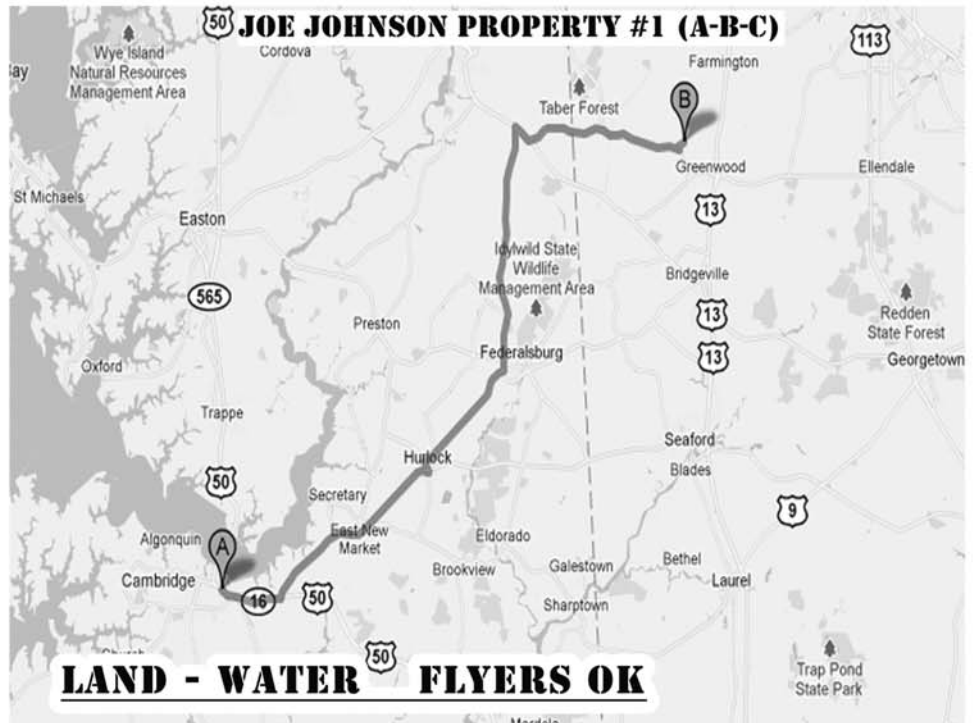 50
JOE JOHNSON PROPERTY #1 (A-B-C)
113
Wye Island
Natural Resources
Management Area
Cordova
Farmington
Bay
Taber Forest
B
Greenwood
Ellendale
St Michaels
Easton
13
Idylwild State
Wildlife
Management Area
Bridgeville
565
Redden
State Forest
Preston
13
13
Federalsburg
Georgetown
Oxford
Trappe
Seaford
Hurlock
Blades
50
Secretary
9
East New
Market
Eldorado
Algonquin
A
Bethel
Galestown
Brookview
Cambridge
Laurel
16
50
Sharptown
50
Church
Trap Pond
State Park
LAND - WATER FLYERS OK